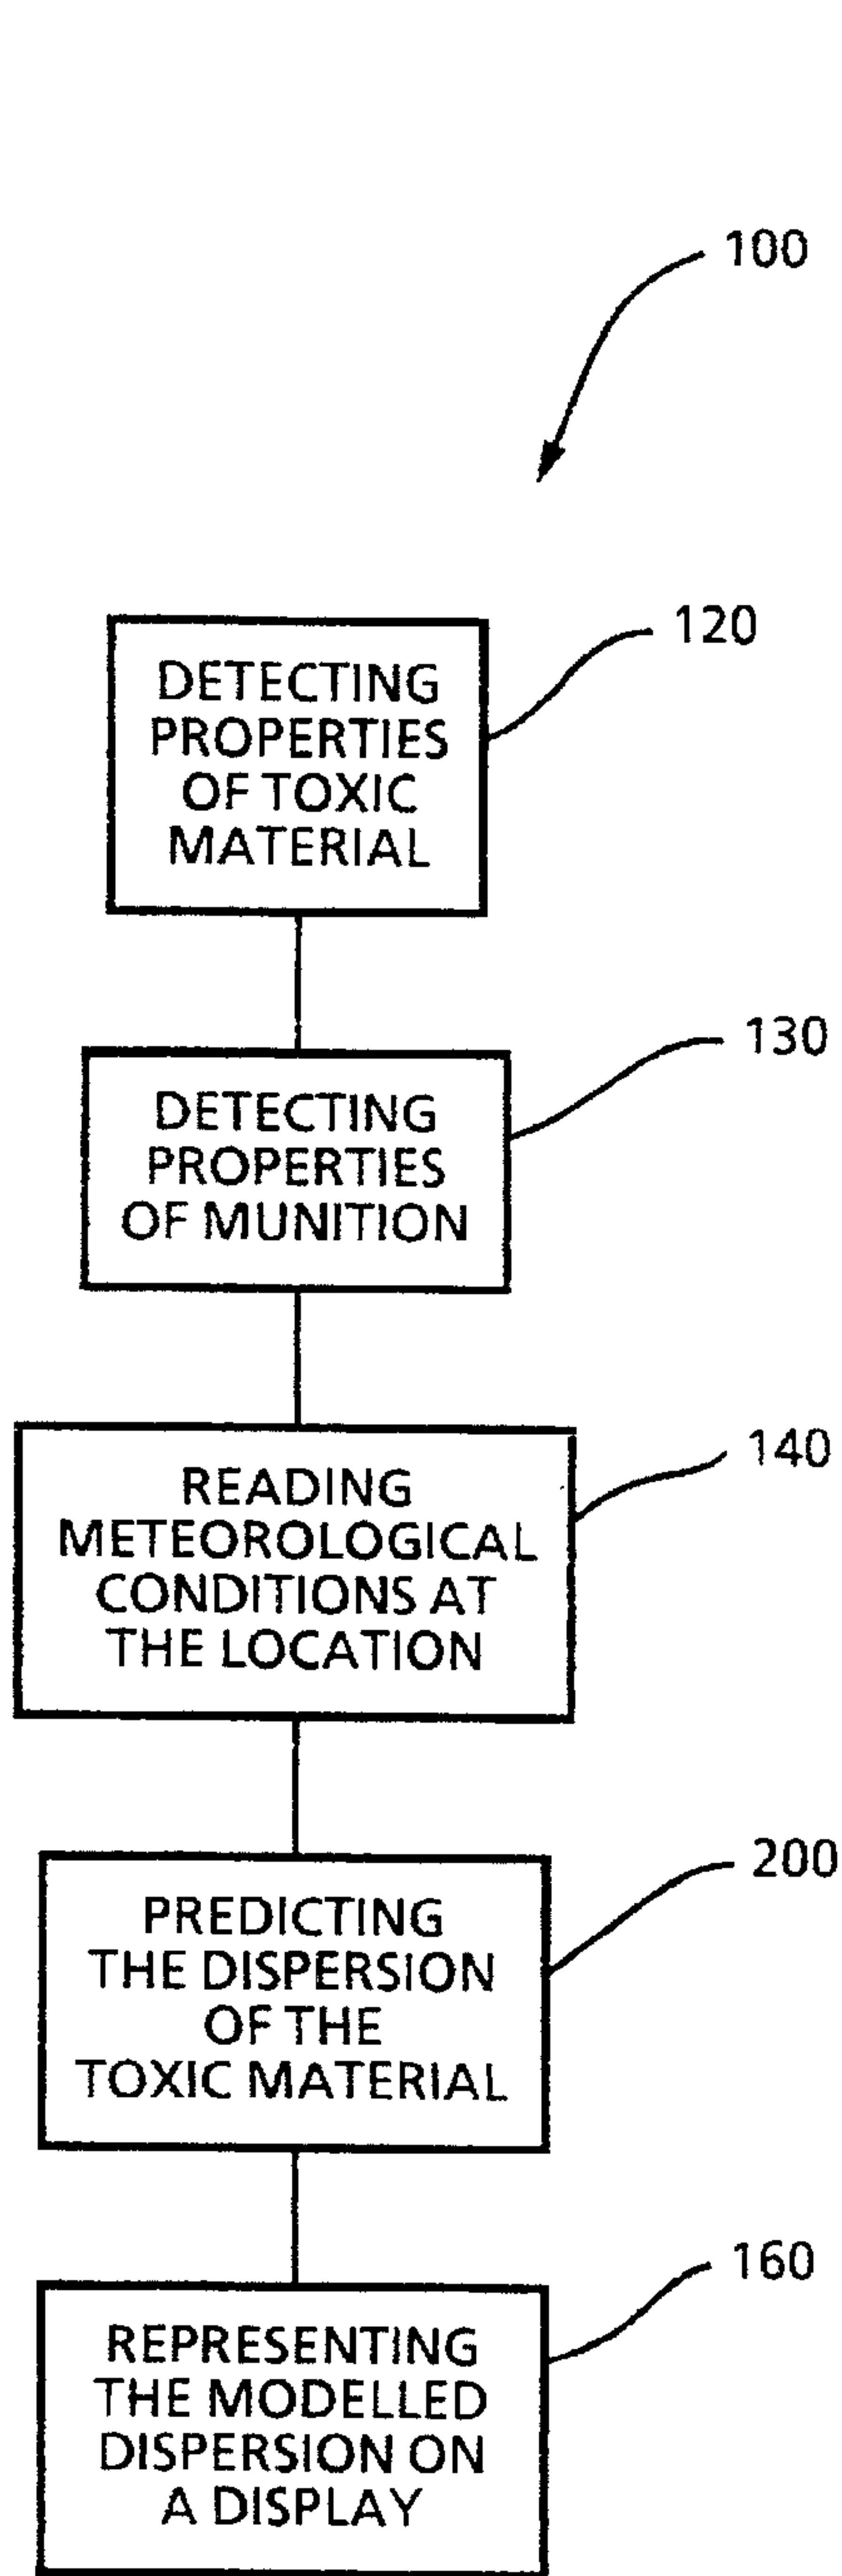 100
120
DETECTING
PROPERTIES
OF TOXIC
MATERIAL
130
DETECTING
PROPERTIES
OF MUNITION
140
READING
METEOROLOGICAL
CONDITIONS AT
THE LOCATION
200
PREDICTING
THE DISPERSION
OF THE
TOXIC MATERIAL
160
REPRESENTING
THE MODELLED
DISPERSION ON
A DISPLAY